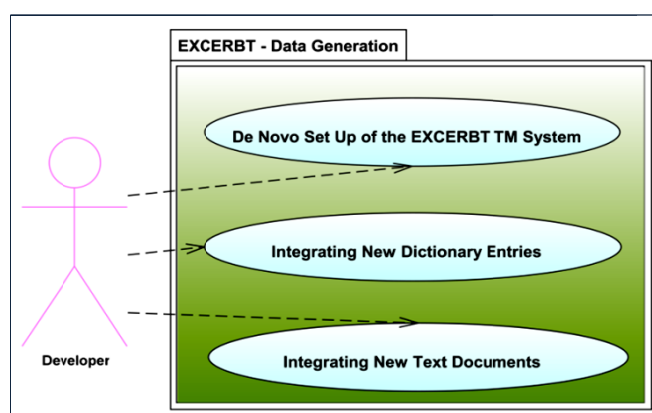 EXCERBT - Data Generation
De Novo Set Up of the EXCERBT TM System
Integrating New Dictionary Entries
Integrating New Text Documents
Developer